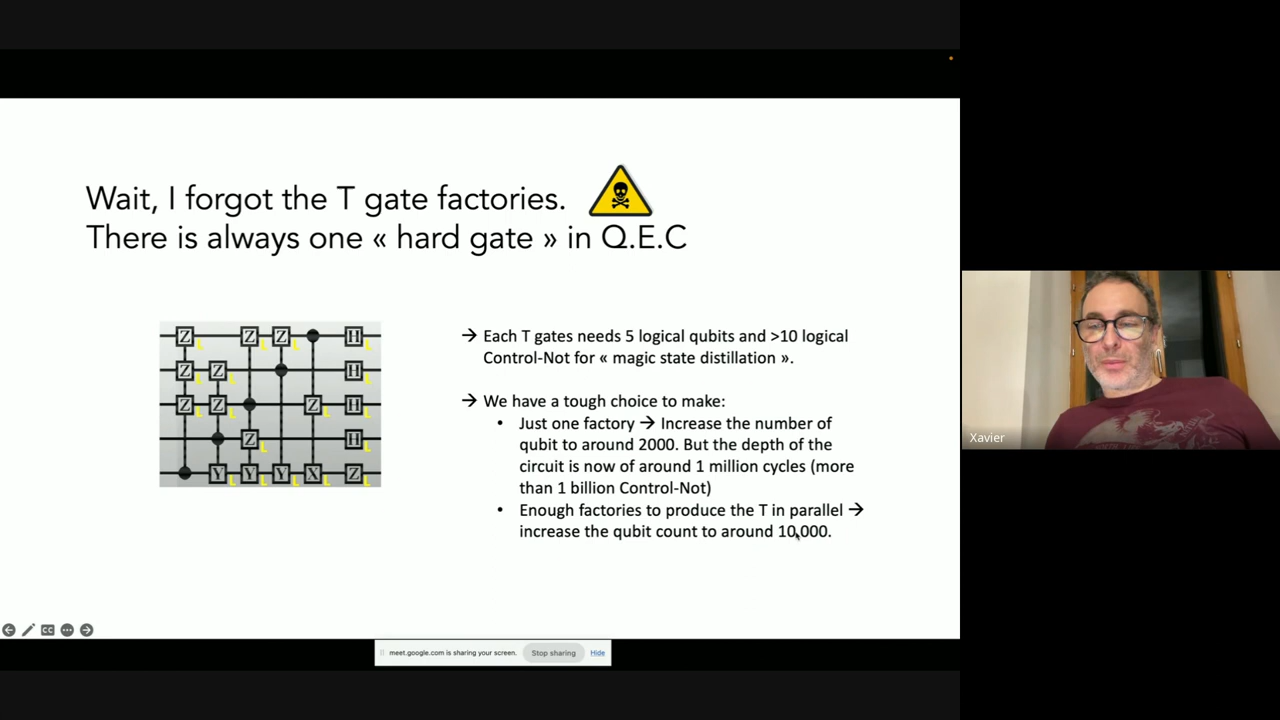 Wait, I forgot the T gate factories.
There is always one « hard gate » in Q.E.C
Z Z Z H
L L L L
Z Z H
L L L
Z Z Z H
L L L L
Z H
L L
Y Y Y X Z
L L L L L
→ Each T gates needs 5 logical qubits and >10 logical
Control-Not for « magic state distillation ».
→ We have a tough choice to make:
• Just one factory → Increase the number of
qubit to around 2000. But the depth of the
circuit is now of around 1 million cycles (more
than 1 billion Control-Not)
• Enough factories to produce the T in parallel →
increase the qubit count to around 10,000.
Xavier
CC
meet.google.com is sharing your screen. Stop sharing Hide